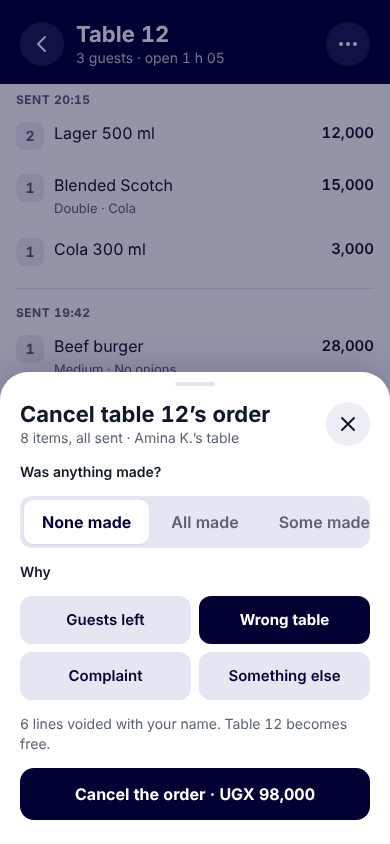 Table 12
3 guests · open 1 h 05
SENT 20:15
2 Lager 500 ml 12,000
1 Blended Scotch 15,000
Double · Cola
1 Cola 300 ml 3,000
SENT 19:42
1 Beef burger 28,000
Medium · No onions
Cancel table 12’s order
8 items, all sent · Amina K.’s table
Was anything made?
None made All made Some made
Why
Guests left Wrong table
Complaint Something else
6 lines voided with your name. Table 12 becomes
free.
Cancel the order · UGX 98,000